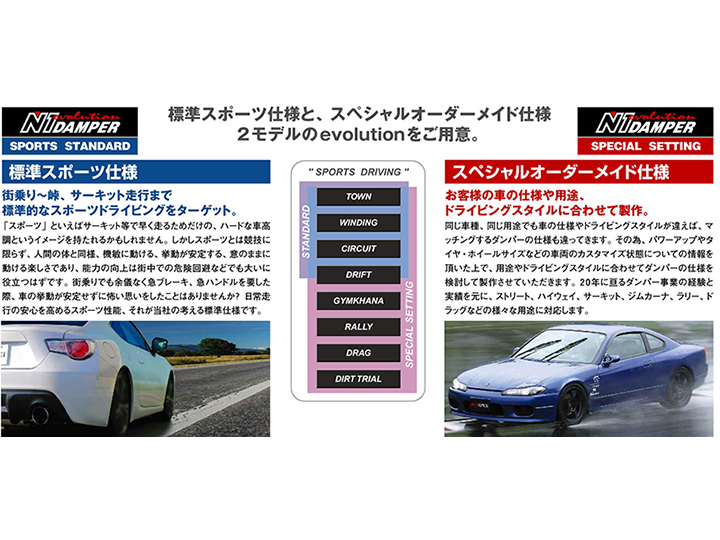 標準スポーツ仕様と、スペシャルオーダーメイド仕様
2モデルのevolutionをご用意。
NT evolution
DAMPER
SPORTS STANDARD
標準スポーツ仕様
街乗り〜峠、サーキット走行まで
標準的なスポーツドライビングをターゲット。
「スポーツ」といえばサーキット等で早く走るためだけの、ハードな車高
調というイメージを持たれるかもしれません。しかしスポーツとは競技に
限らず、人間の体と同様、機敏に動ける、挙動が安定する、意のままに
動ける楽しさであり、能力の向上は街中での危険回避などでも大いに
役立つはずです。街乗りでも余儀なく急ブレーキ、急ハンドルを要した
際、車の挙動が安定せずに怖い思いをしたことはありませんか？日常走
行の安心を高めるスポーツ性能、それが当社の考える標準仕様です。
" SPORTS DRIVING "
STANDARD
TOWN
WINDING
CIRCUIT
DRIFT
GYMKHANA
RALLY
DRAG
DIRT TRIAL
SPECIAL SETTING
NT evolution
DAMPER
SPECIAL SETTING
スペシャルオーダーメイド仕様
お客様の車の仕様や用途、
ドライビングスタイルに合わせて製作。
同じ車種、同じ用途でも車の仕様やドライビングスタイルが違えば、マ
ッチングするダンパーの仕様も違ってきます。その為、パワーアップやタ
イヤ・ホイールサイズなどの車両のカスタマイズ状態についての情報を
頂いた上で、用途やドライビングスタイルに合わせてダンパーの仕様を
検討して製作させていただきます。20年に亘るダンパー事業の経験と
実績を元に、ストリート、ハイウェイ、サーキット、ジムカーナ、ラリー、ド
ラッグなどの様々な用途に対応します。